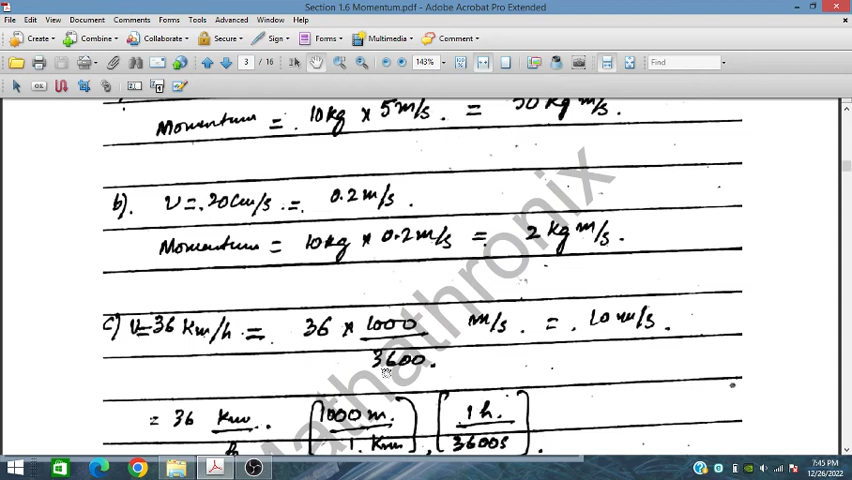 Section 1.6 Momentum.pdf - Adobe Acrobat Pro Extended
File Edit View Document Comments Forms Tools Advanced Window Help
Create Combine Collaborate Secure Sign Forms Multimedia Comment
3 / 16 143% Find
Momentum = 10kg × 5 m/s. = 50 kg m/s.
b). v = 20cm/s = 0.2 m/s.
Momentum = 10kg × 0.2 m/s = 2 kg m/s.
c) v = 36 Km/h = 36 × 1000 m/s. = 10 m/s.
3600.
= 36 Km . (1000 m.) [1 h.]
h 1. Km , 3600s .
Mathathronix
7:45 PM
12/26/2022